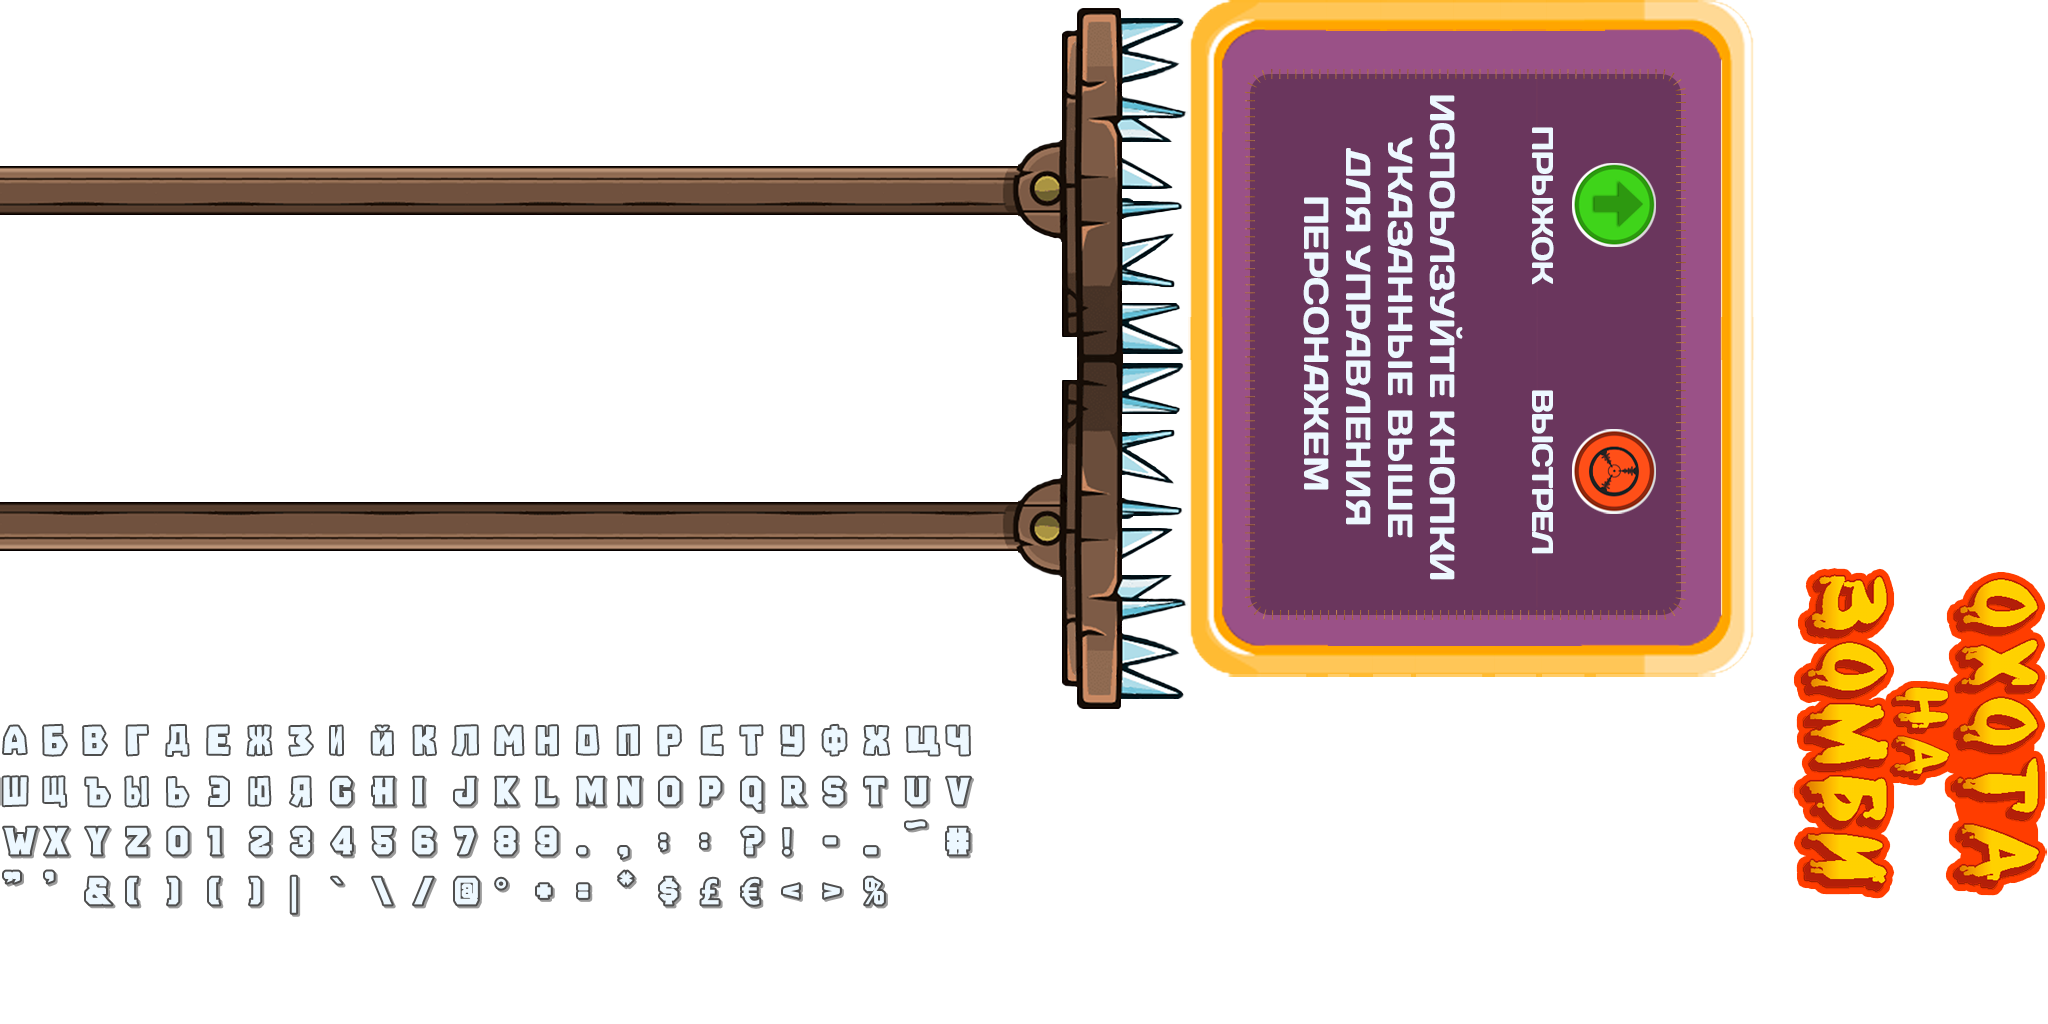 ПРЫЖОК ВЫСТРЕЛ
ИСПОЬЛЗУЙТЕ КНОПКИ
УКАЗАННЫЕ ВЫШЕ
ДЛЯ УПРАВЛЕНИЯ
ПЕРСОНАЖЕМ
ОХОТА
НА
ЗОМБИ
А Б В Г Д Е Ж З И Й К Л М Н О П Р С Т У Ф Х Ц Ч
Ш Щ Ъ Ы Ь Э Ю Я G H I J K L M N O P Q R S T U V
W X Y Z 0 1 2 3 4 5 6 7 8 9 . , ; : ? ! - _ ¯ #
" ' & ( ) ( ) | ` \ / @ ° + = * $ £ € < > %